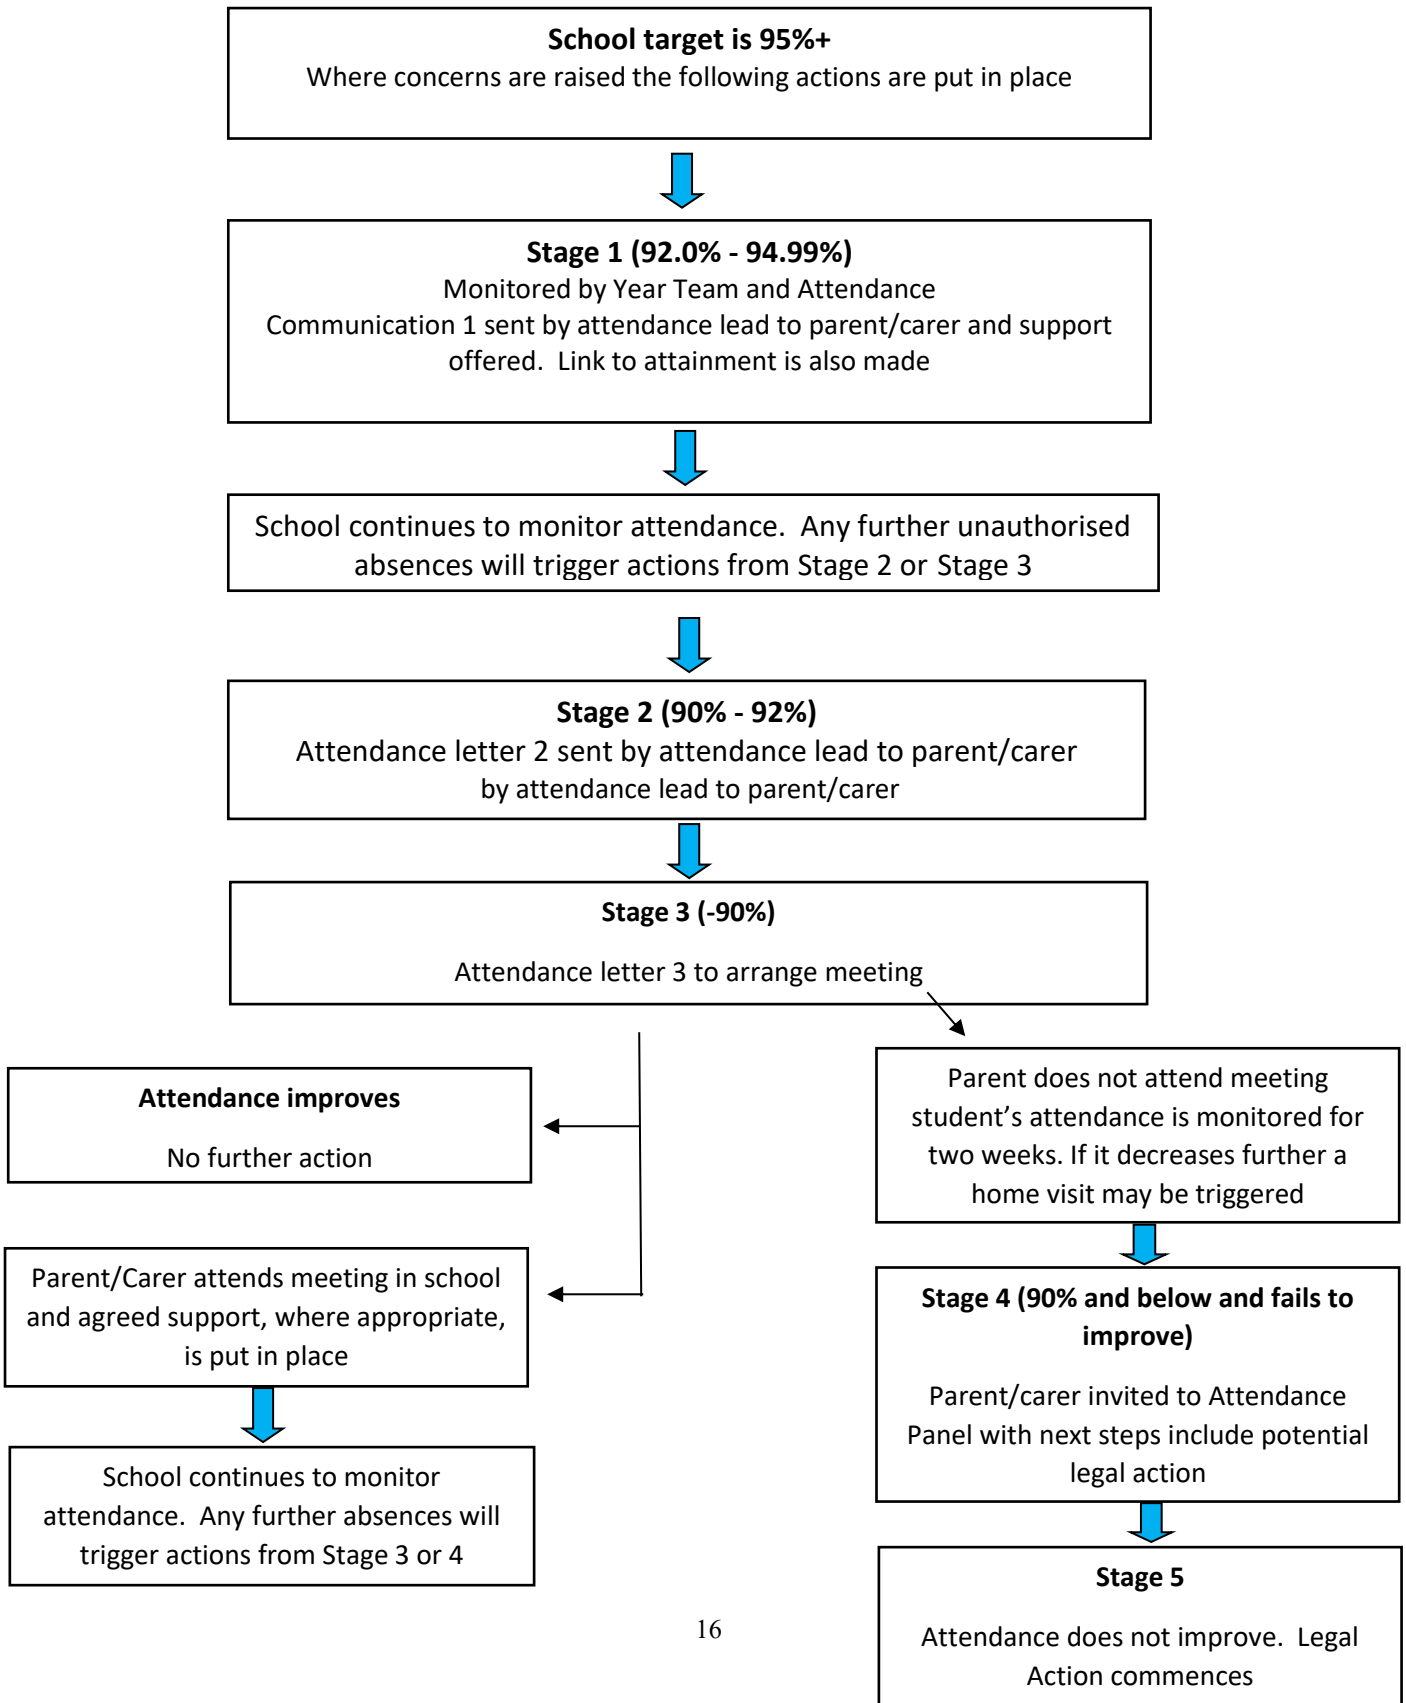 School target is 95%+
Where concerns are raised the following actions are put in place
Stage 1 (92.0% - 94.99%)
Monitored by Year Team and Attendance
Communication 1 sent by attendance lead to parent/carer and support
offered.  Link to attainment is also made
School continues to monitor attendance.  Any further unauthorised
absences will trigger actions from Stage 2 or Stage 3
Stage 2 (90% - 92%)
Attendance letter 2 sent by attendance lead to parent/carer
by attendance lead to parent/carer
Stage 3 (-90%)
Attendance letter 3 to arrange meeting
Attendance improves
No further action
Parent/Carer attends meeting in school
and agreed support, where appropriate,
is put in place
School continues to monitor
attendance.  Any further absences will
trigger actions from Stage 3 or 4
Parent does not attend meeting
student’s attendance is monitored for
two weeks. If it decreases further a
home visit may be triggered
Stage 4 (90% and below and fails to
improve)
Parent/carer invited to Attendance
Panel with next steps include potential
legal action
Stage 5
Attendance does not improve.  Legal
Action commences
16